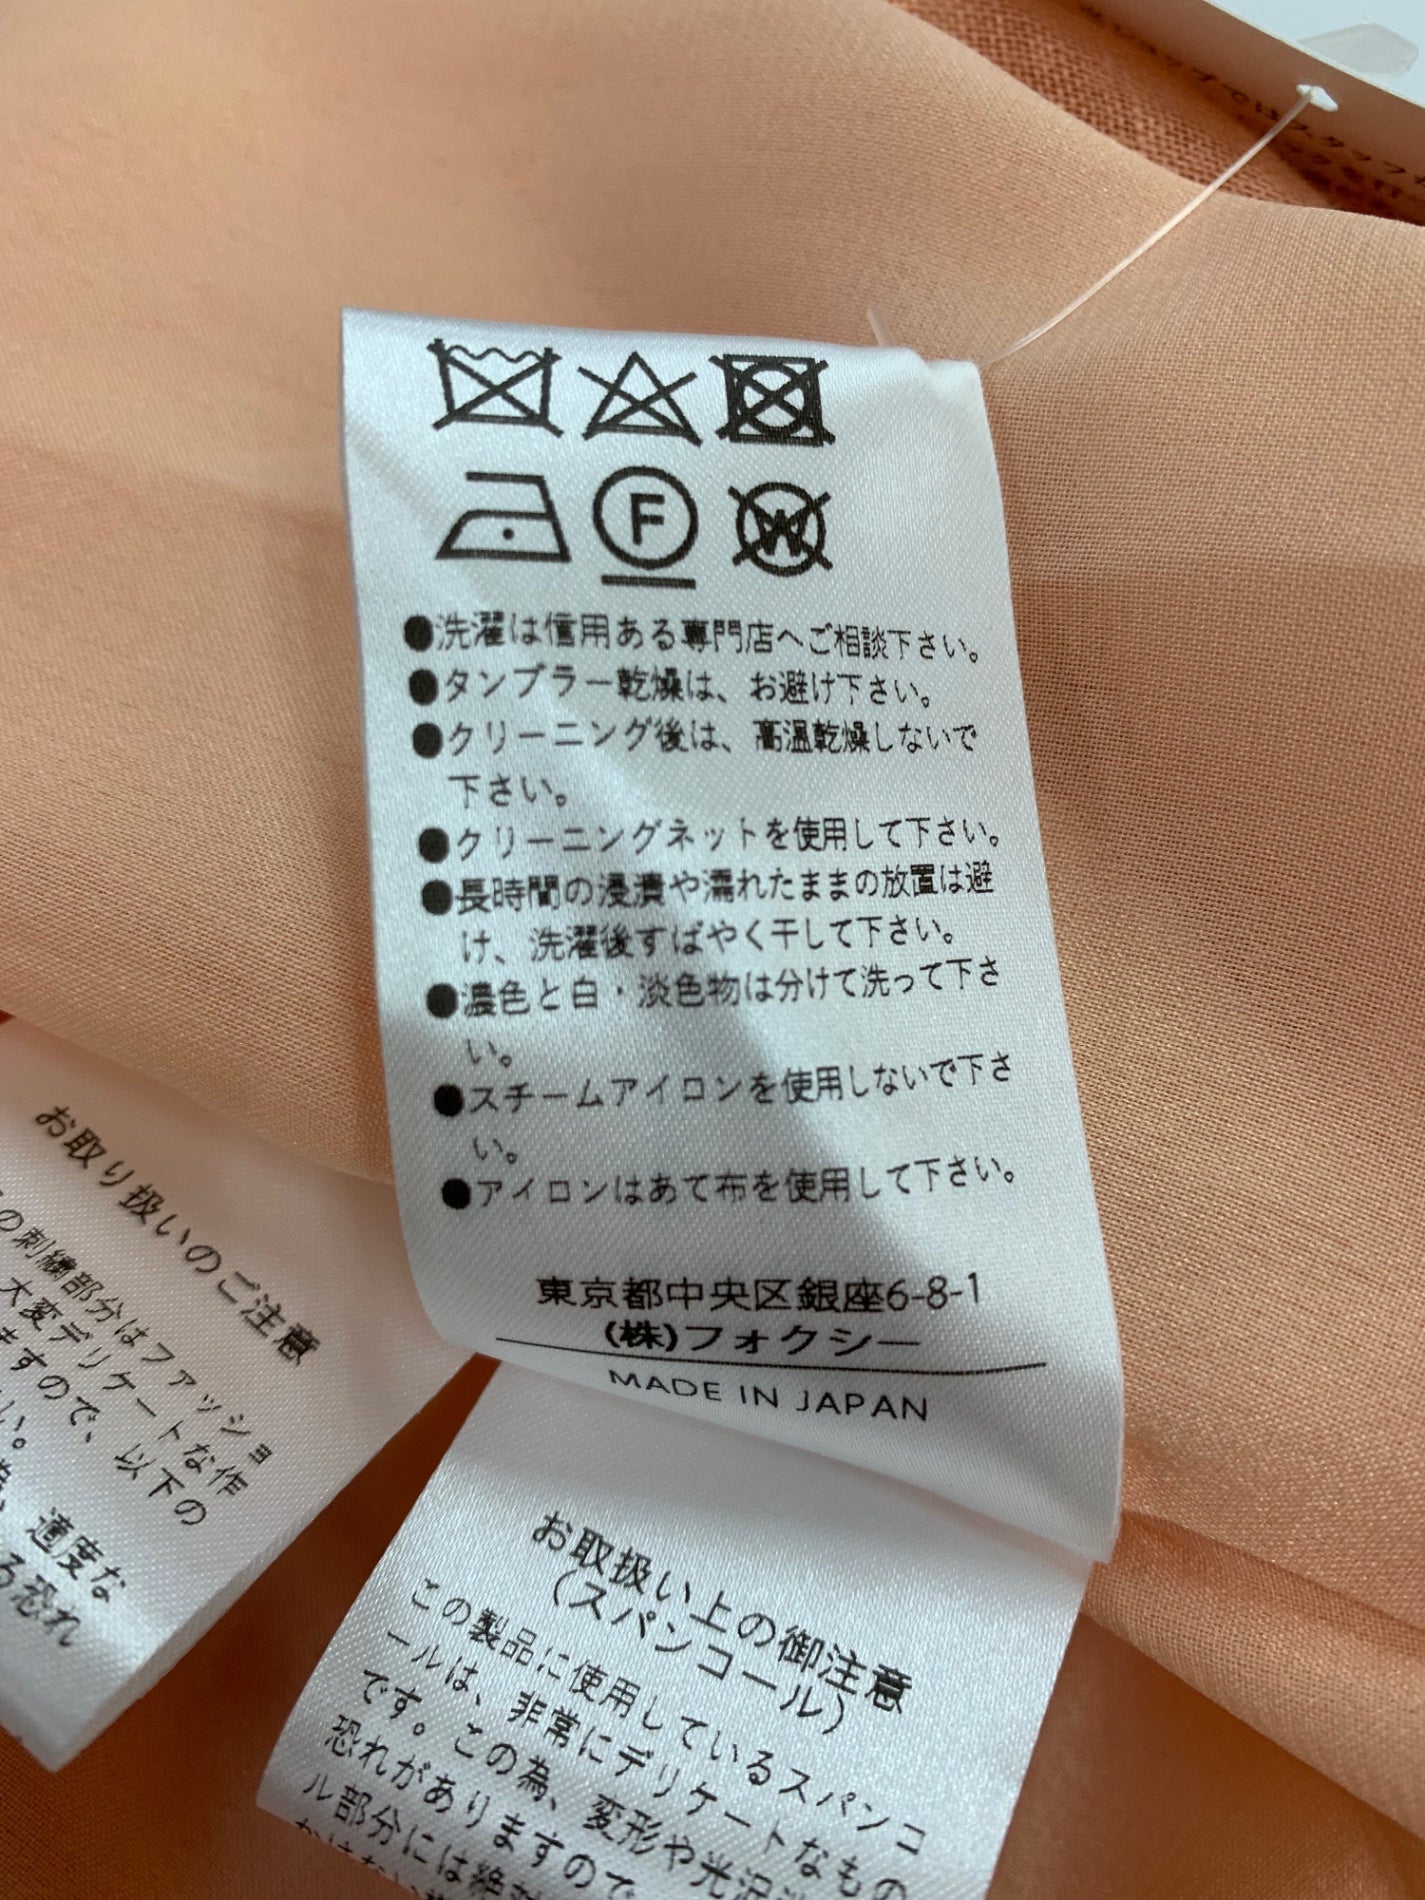 F
W
●洗濯は信用ある専門店へご相談下さい。
●タンブラー乾燥は、お避け下さい。
●クリーニング後は、高温乾燥しないで
下さい。
●クリーニングネットを使用して下さい。
●長時間の浸漬や濡れたままの放置は避
け、洗濯後すばやく干して下さい。
●濃色と白・淡色物は分けて洗って下さ
い。
●スチームアイロンを使用しないで下さ
い。
●アイロンはあて布を使用して下さい。
東京都中央区銀座6-8-1
(株)フォクシー
MADE IN JAPAN
お取り扱いのご注意
の刺繍部分はファッショ
大変デリケートな作
ますので、以下の
い。
適度な
る恐れ
お取扱い上の御注意
(スパンコール)
この製品に使用しているスパンコ
ールは、非常にデリケートなもの
です。この為、変形や光沢
恐れがありますので
ル部分には絶対